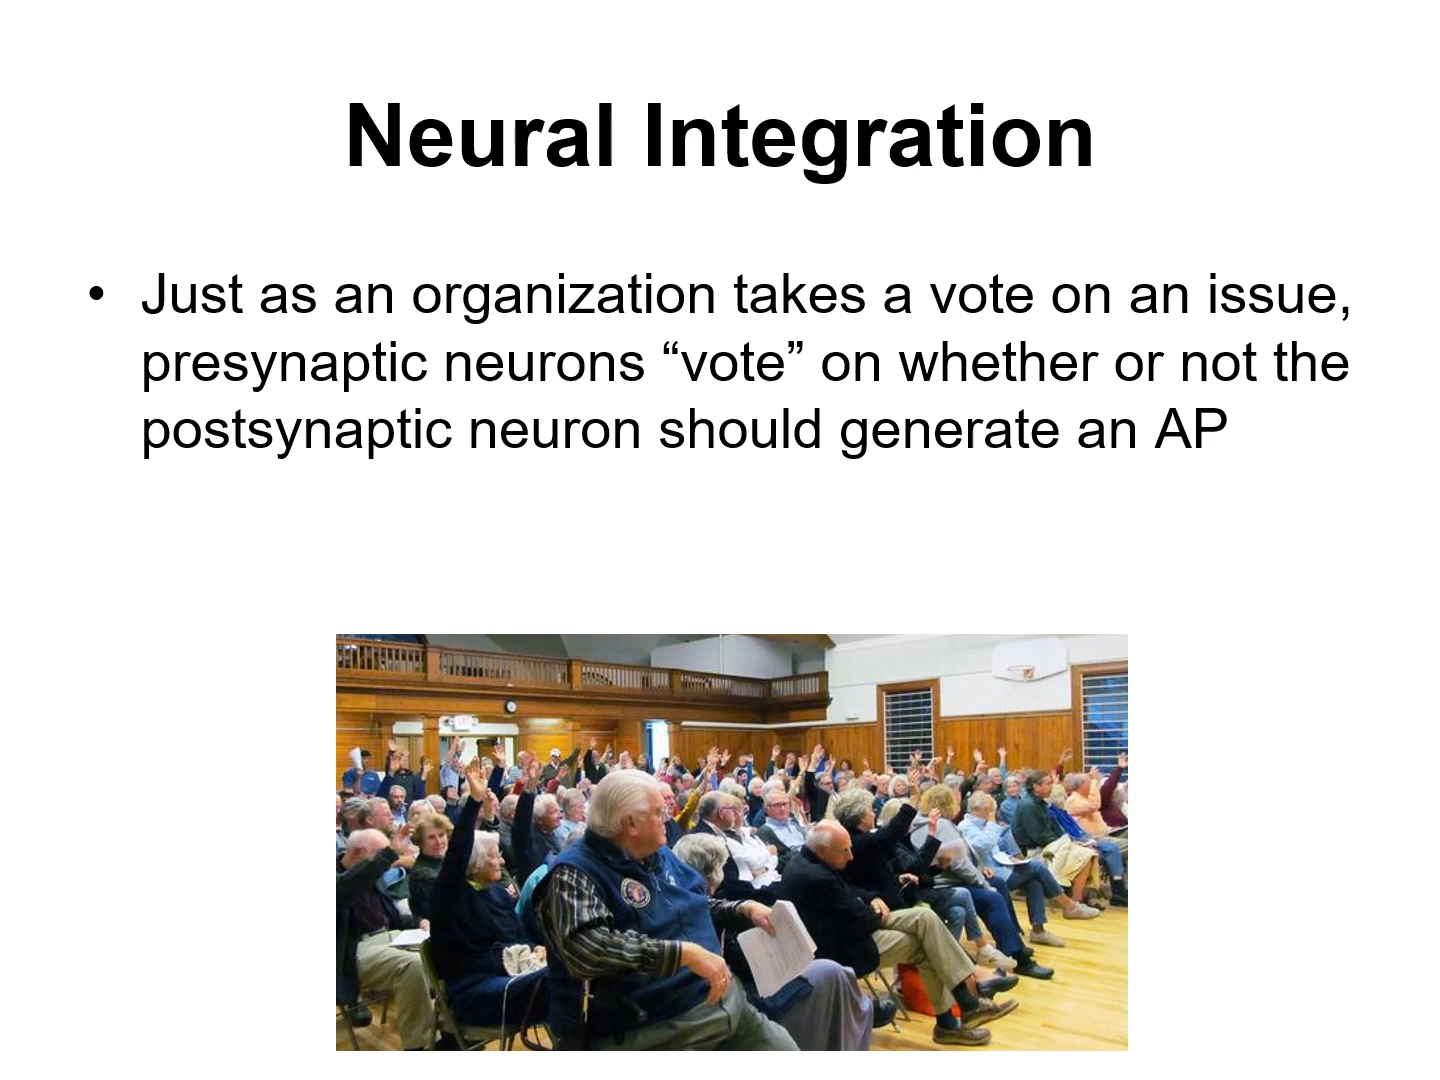 Neural Integration
• Just as an organization takes a vote on an issue,
presynaptic neurons “vote” on whether or not the
postsynaptic neuron should generate an AP